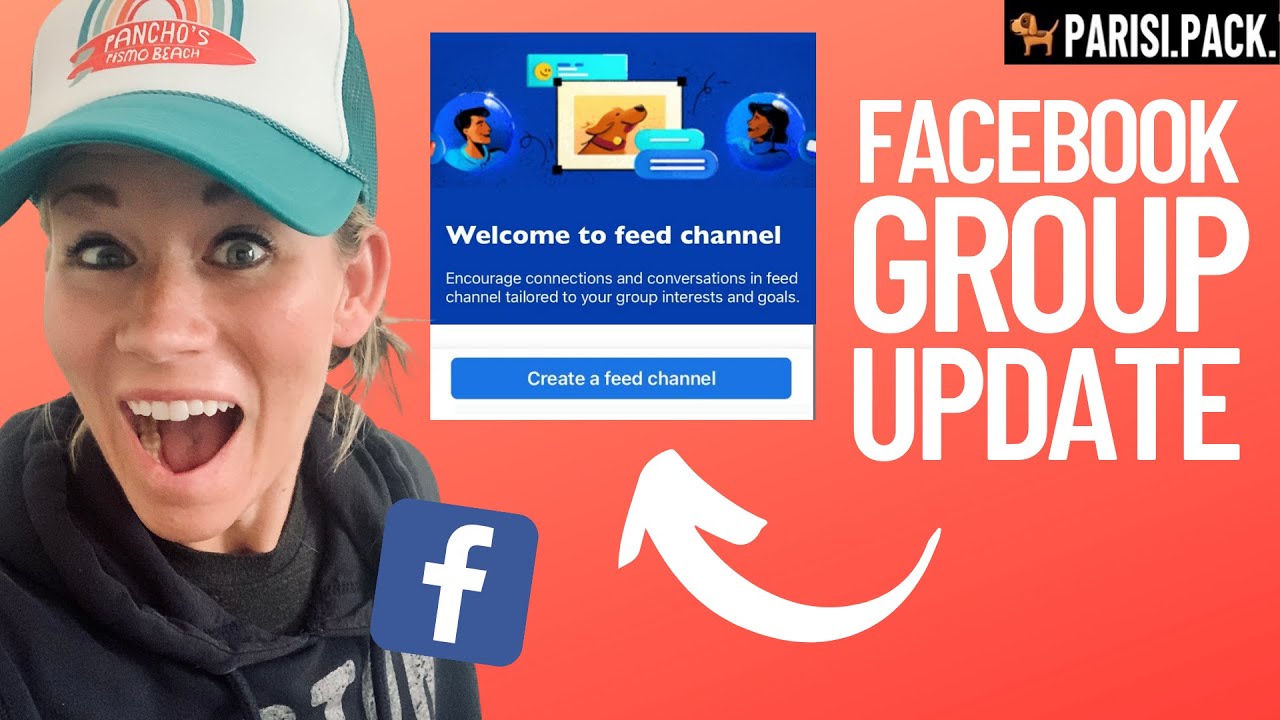 PANCHO'S
PISMO BEACH
PARISI.PACK.
Welcome to feed channel
Encourage connections and conversations in feed
channel tailored to your group interests and goals.
Create a feed channel
FACEBOOK
GROUP
UPDATE
f